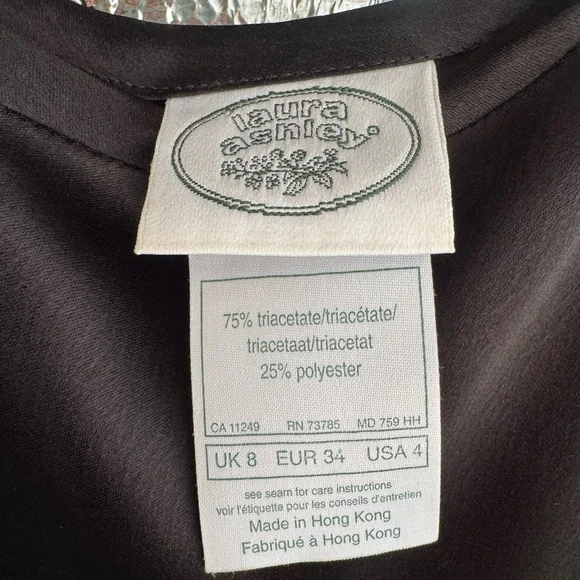 laura
ashley®
75% triacetate/triacétate/
triacetaat/triacetat
25% polyester
CA 11249 RN 73785 MD 759 HH
UK 8 EUR 34 USA 4
see seam for care instructions
voir l'étiquette pour les conseils d'entretien
Made in Hong Kong
Fabriqué à Hong Kong